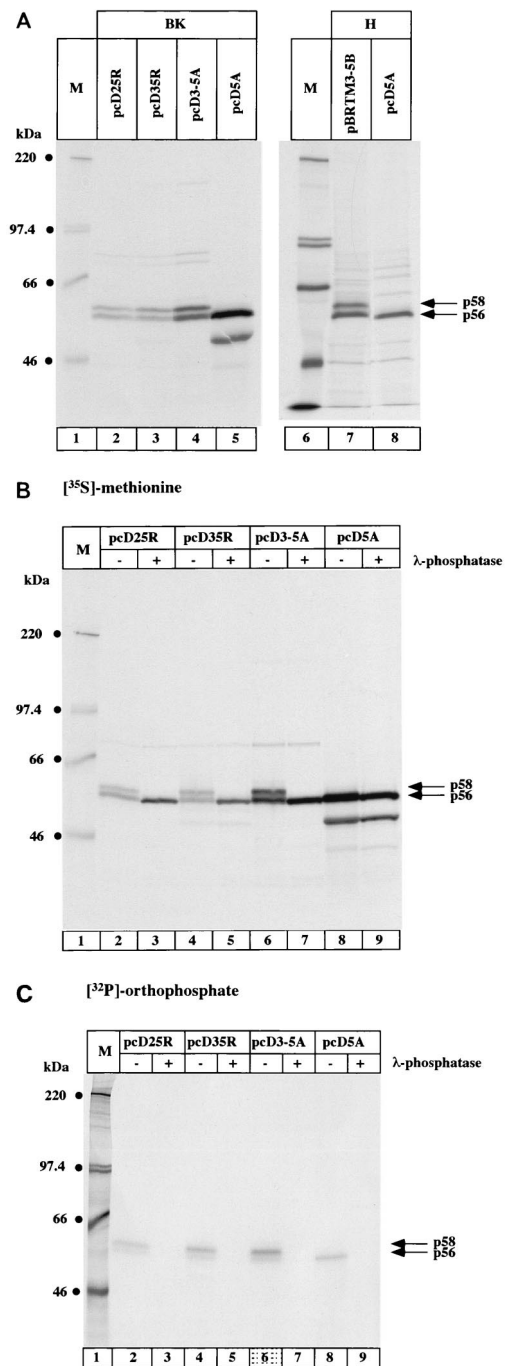 A
BK
H
M
pcD25R
pcD35R
pcD3-5A
pcD5A
M
pBRTM3-5B
pcD5A
kDa
220
97.4
66
46
p58
p56
1 2 3 4 5 6 7 8
B [³⁵S]-methionine
M pcD25R pcD35R pcD3-5A pcD5A
- + - + - + - + λ-phosphatase
kDa
220
97.4
66
46
p58
p56
1 2 3 4 5 6 7 8 9
C [³²P]-orthophosphate
M pcD25R pcD35R pcD3-5A pcD5A
- + - + - + - + λ-phosphatase
kDa
220
97.4
66
46
p58
p56
1 2 3 4 5 6 7 8 9